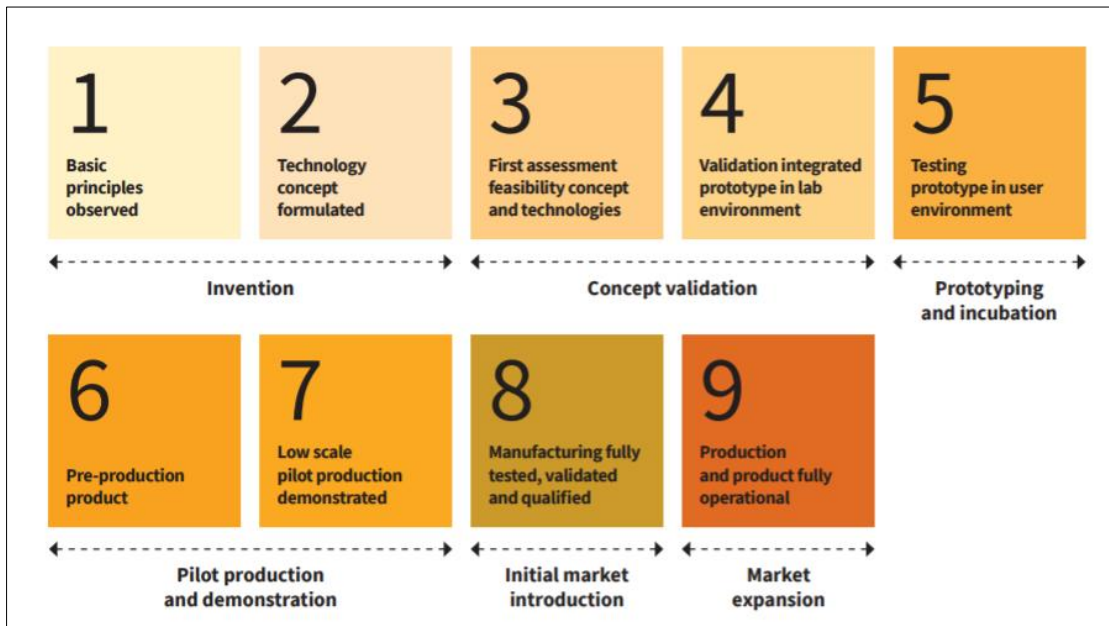 1
Basic
principles
observed
2
Technology
concept
formulated
3
First assessment
feasibility concept
and technologies
4
Validation integrated
prototype in lab
environment
5
Testing
prototype in user
environment
Invention
Concept validation
Prototyping
and incubation
6
Pre-production
product
7
Low scale
pilot production
demonstrated
8
Manufacturing fully
tested, validated
and qualified
9
Production
and product fully
operational
Pilot production
and demonstration
Initial market
introduction
Market
expansion